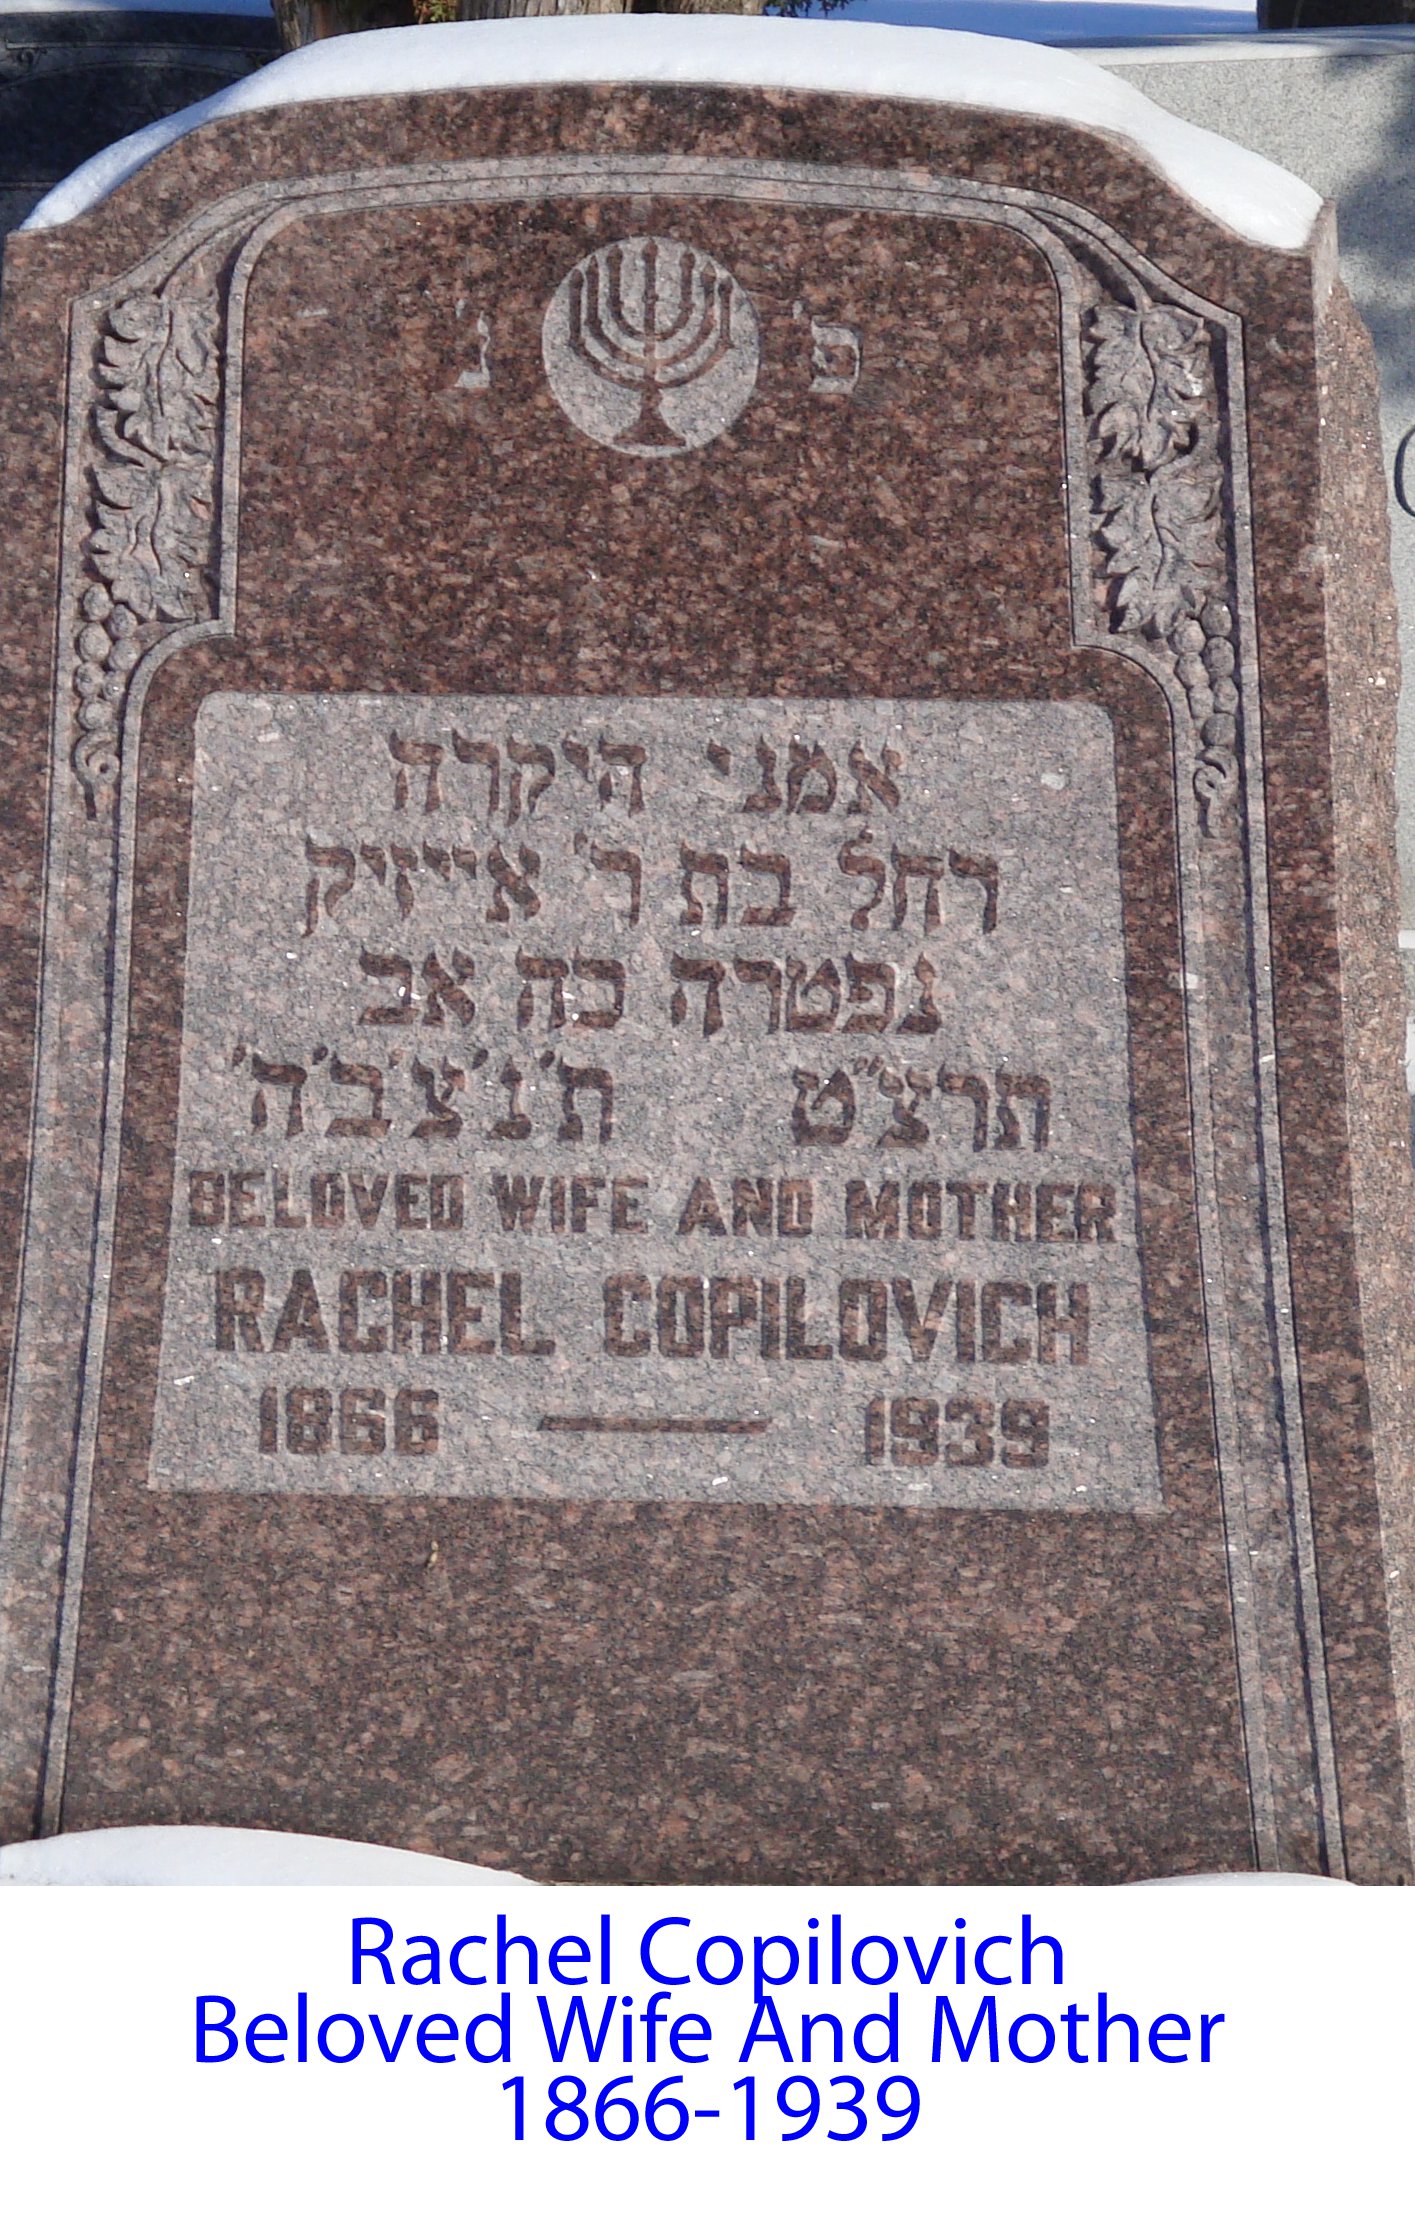 פ' נ'
אמני היקרה
רחל בת ר' אייזיק
נפטרה כה אב
תרצ"ט ת'נ'צ'ב'ה'
BELOVED WIFE AND MOTHER
RACHEL COPILOVICH
1866 — 1939
Rachel Copilovich
Beloved Wife And Mother
1866-1939